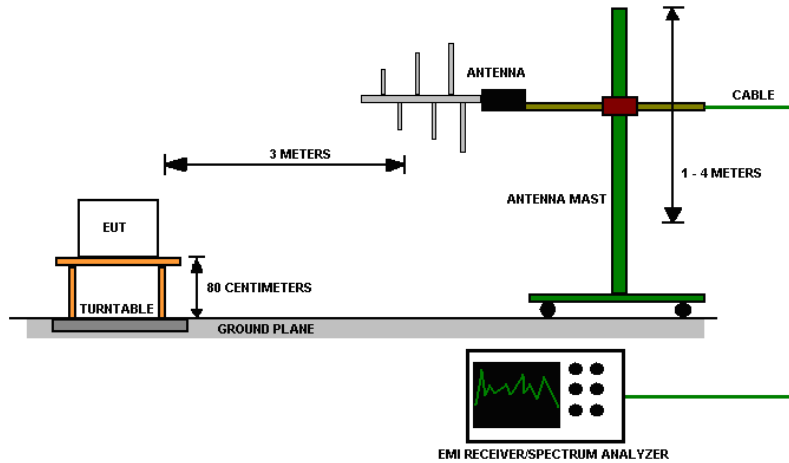 ANTENNA
CABLE
3 METERS
1 - 4 METERS
ANTENNA MAST
EUT
80 CENTIMETERS
TURNTABLE
GROUND PLANE
EMI RECEIVER/SPECTRUM ANALYZER